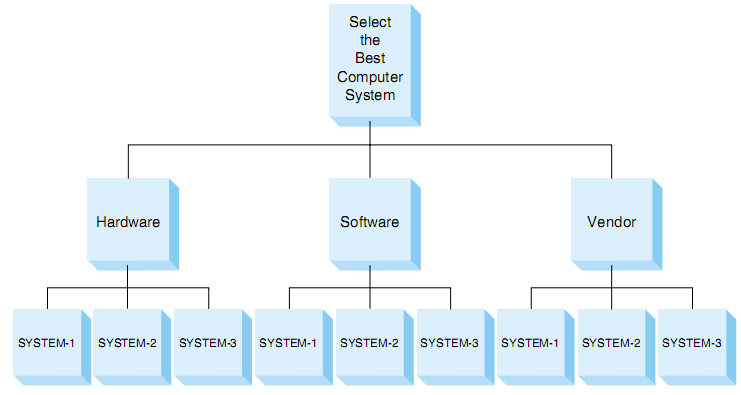 Select
the
Best
Computer
System
Hardware
Software
Vendor
SYSTEM-1
SYSTEM-2
SYSTEM-3
SYSTEM-1
SYSTEM-2
SYSTEM-3
SYSTEM-1
SYSTEM-2
SYSTEM-3